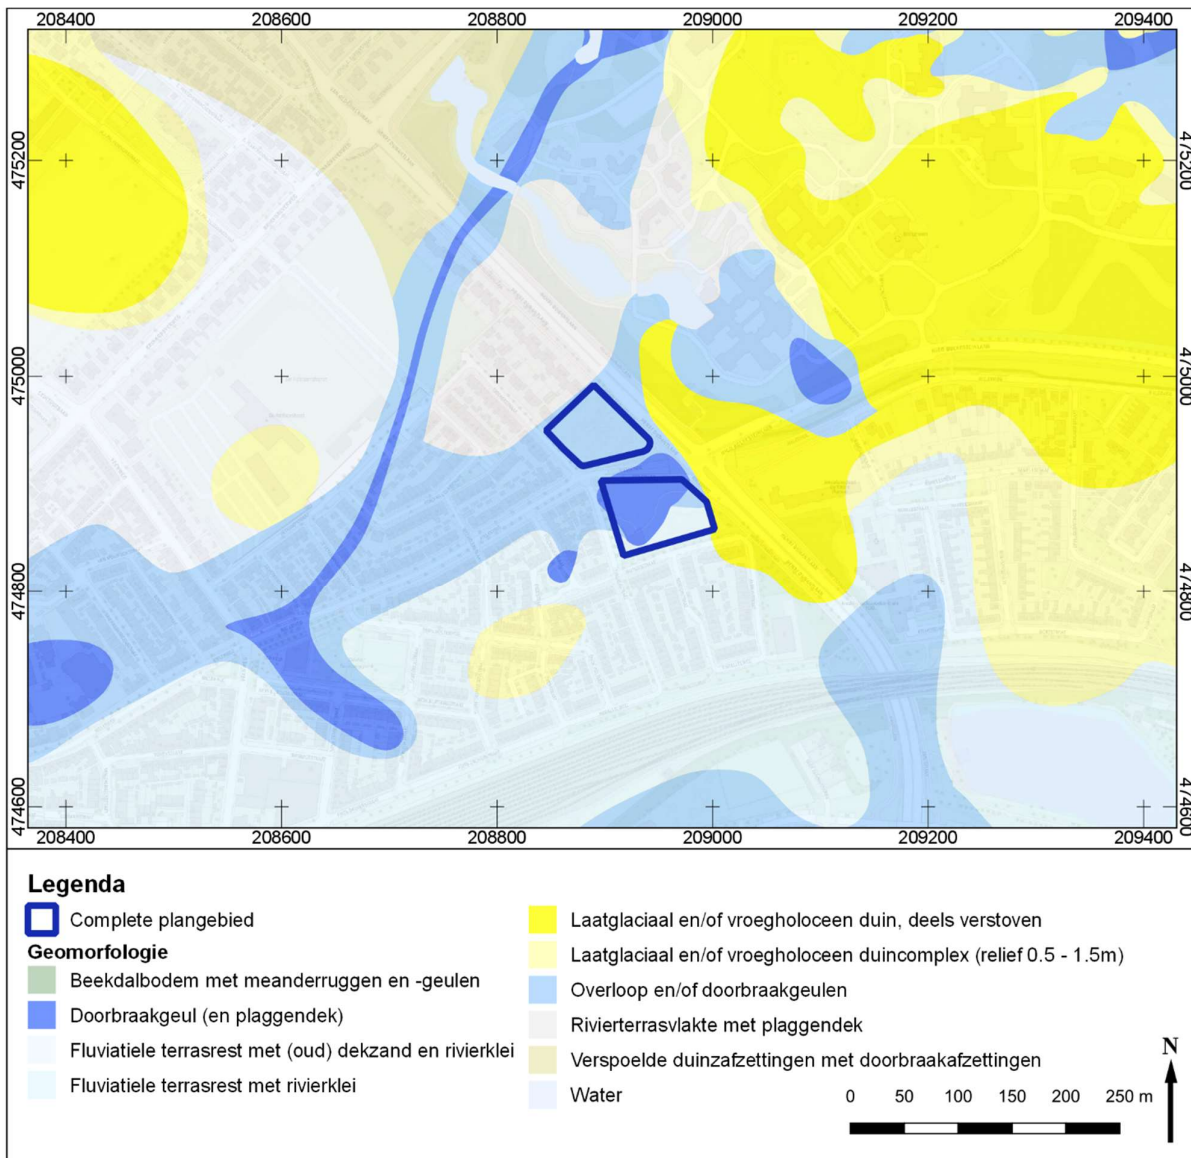 208400 208600 208800 209000 209200 209400
475200 475200
475000 475000
474800 474800
474600 474600
208400 208600 208800 209000 209200 209400
Legenda
Complete plangebied
Geomorfologie
Beekdalbodem met meanderruggen en -geulen
Doorbraakgeul (en plaggendek)
Fluviatiele terrasrest met (oud) dekzand en rivierklei
Fluviatiele terrasrest met rivierklei
Laatglaciaal en/of vroegholoceen duin, deels verstoven
Laatglaciaal en/of vroegholoceen duincomplex (relief 0.5 - 1.5m)
Overloop en/of doorbraakgeulen
Rivierterrasvlakte met plaggendek
Verspoelde duinzafzettingen met doorbraakafzettingen
Water
N
0 50 100 150 200 250 m